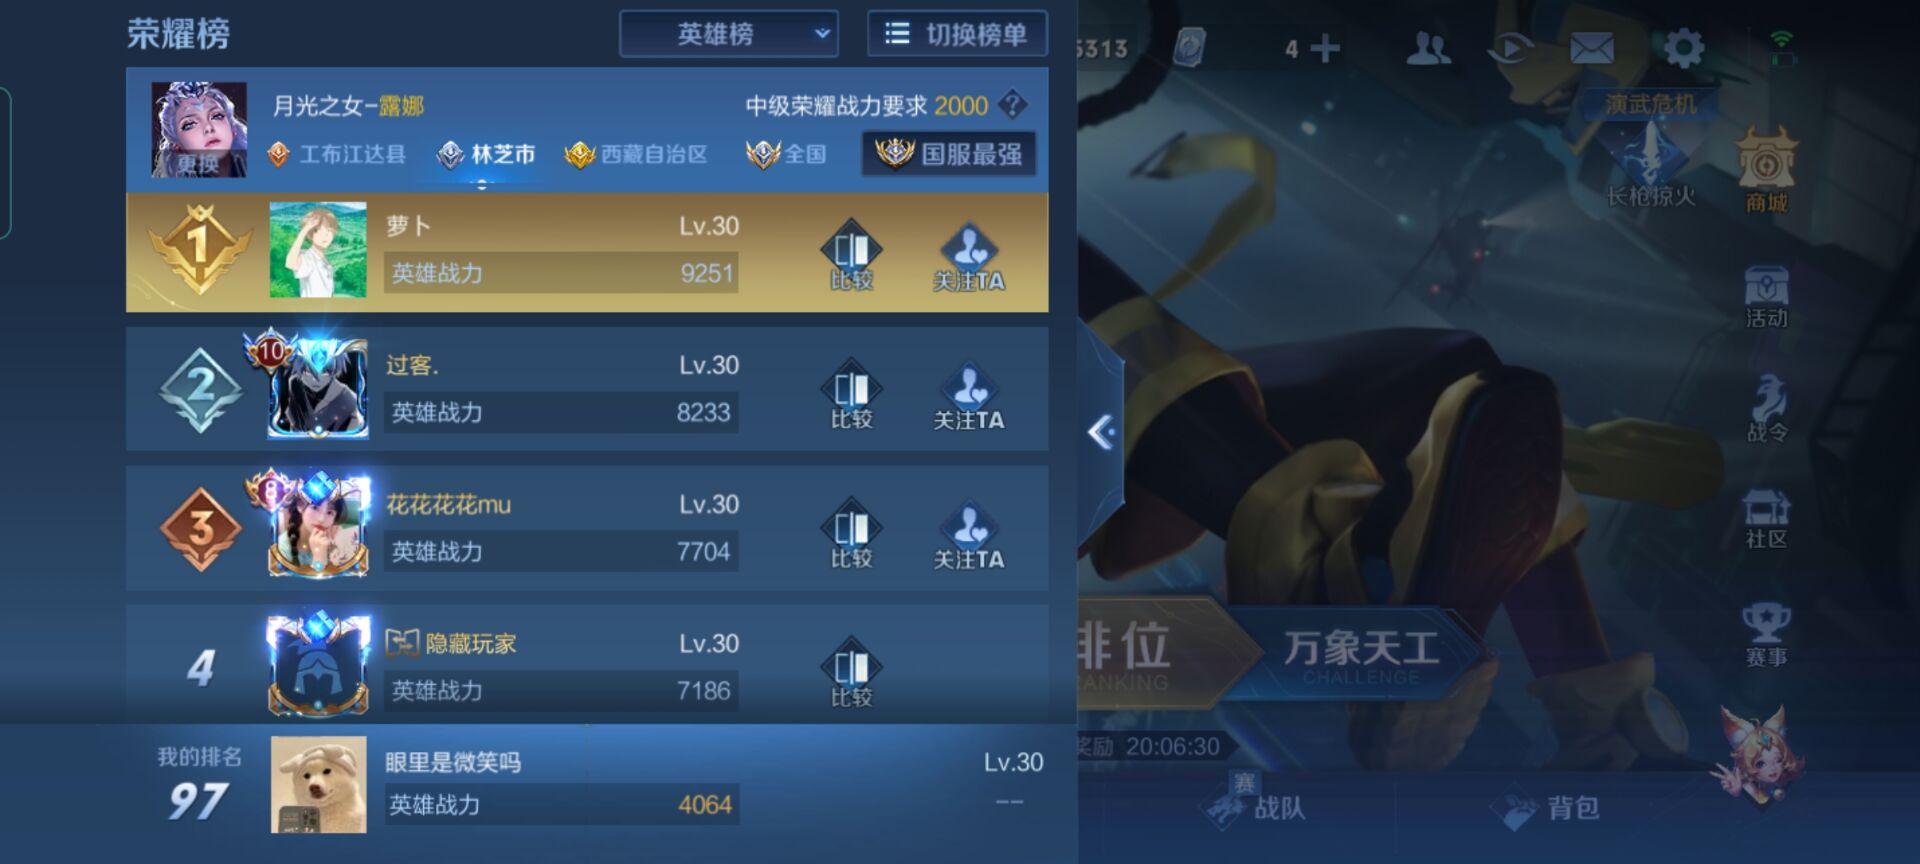 荣耀榜
英雄榜
切换榜单
月光之女-露娜
中级荣耀战力要求 2000 ?
更换
工布江达县
林芝市
西藏自治区
全国
国服最强
1
萝卜
Lv.30
英雄战力
9251
比较
关注TA
2
10
过客.
Lv.30
英雄战力
8233
比较
关注TA
3
8
花花花花mu
Lv.30
英雄战力
7704
比较
关注TA
4
隐藏玩家
Lv.30
英雄战力
7186
比较
我的排名
97
眼里是微笑吗
Lv.30
英雄战力
4064
--
5313
4
演武危机
长枪掠火
商城
活动
战令
社区
赛事
排位
RANKING
万象天工
CHALLENGE
奖励 20:06:30
赛
战队
背包